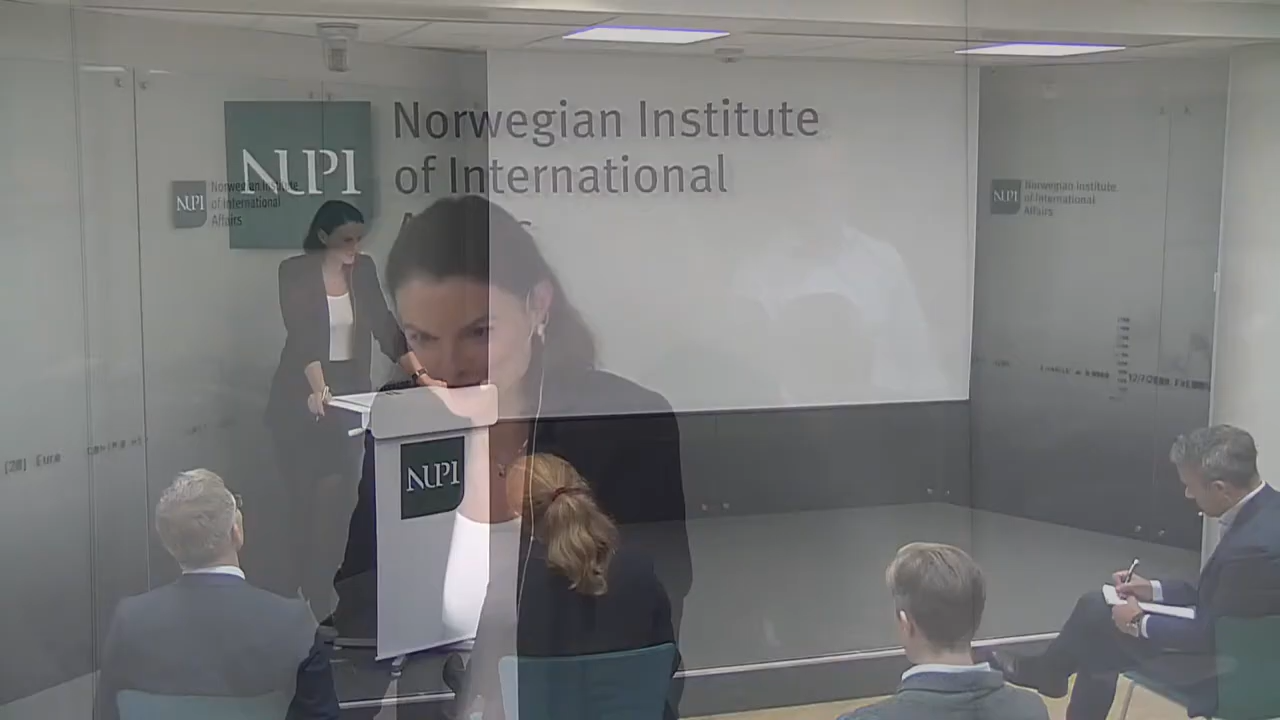 NUPI
Norwegian Institute
of International
NUPI
Norwegian Institute
of International
Affairs
NUPI
Norwegian Institute
of International
Affairs
NUPI